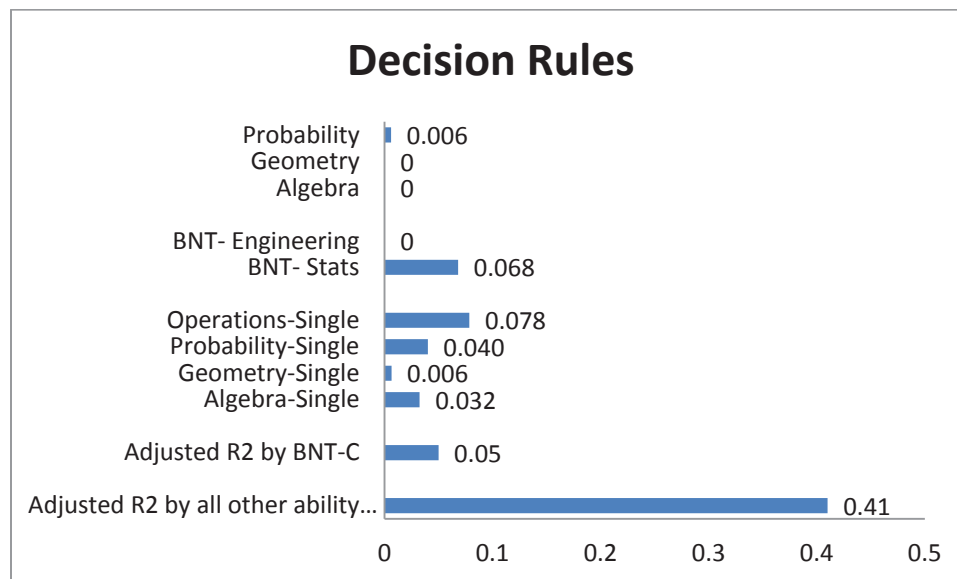 Decision Rules
Probability 0.006
Geometry 0
Algebra 0
BNT- Engineering 0
BNT- Stats 0.068
Operations-Single 0.078
Probability-Single 0.040
Geometry-Single 0.006
Algebra-Single 0.032
Adjusted R2 by BNT-C 0.05
Adjusted R2 by all other ability... 0.41
0 0.1 0.2 0.3 0.4 0.5